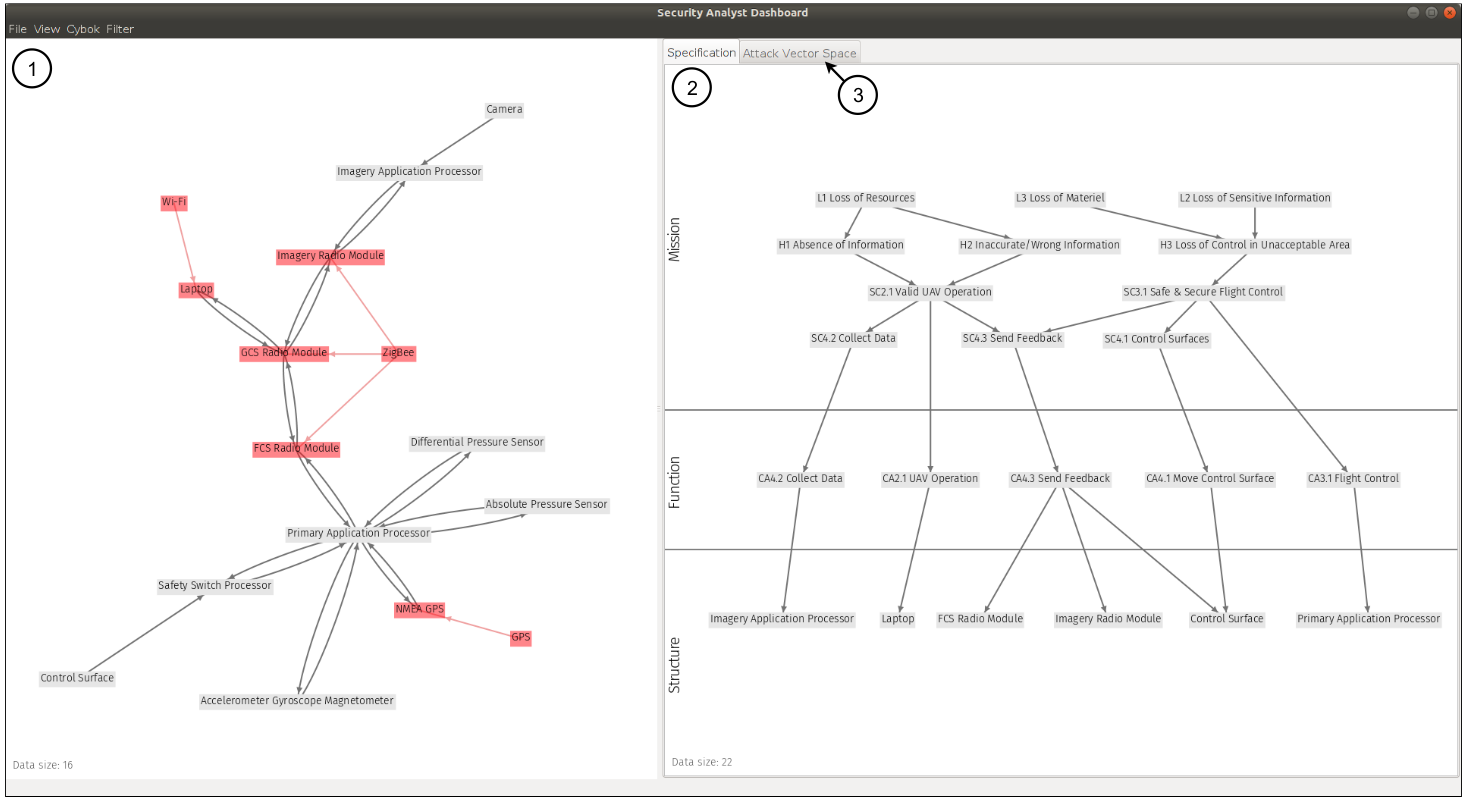 Security Analyst Dashboard
File View Cybok Filter
1
Camera
Imagery Application Processor
Wi-Fi
Imagery Radio Module
Laptop
GCS Radio Module
ZigBee
FCS Radio Module
Differential Pressure Sensor
Absolute Pressure Sensor
Primary Application Processor
Safety Switch Processor
NMEA GPS
GPS
Control Surface
Accelerometer Gyroscope Magnetometer
Data size: 16
Specification Attack Vector Space
2
3
Mission
L1 Loss of Resources L3 Loss of Materiel L2 Loss of Sensitive Information
H1 Absence of Information H2 Inaccurate/Wrong Information H3 Loss of Control in Unacceptable Area
SC2.1 Valid UAV Operation SC3.1 Safe & Secure Flight Control
SC4.2 Collect Data SC4.3 Send Feedback SC4.1 Control Surfaces
Function
CA4.2 Collect Data CA2.1 UAV Operation CA4.3 Send Feedback CA4.1 Move Control Surface CA3.1 Flight Control
Structure
Imagery Application Processor Laptop FCS Radio Module Imagery Radio Module Control Surface Primary Application Processor
Data size: 22